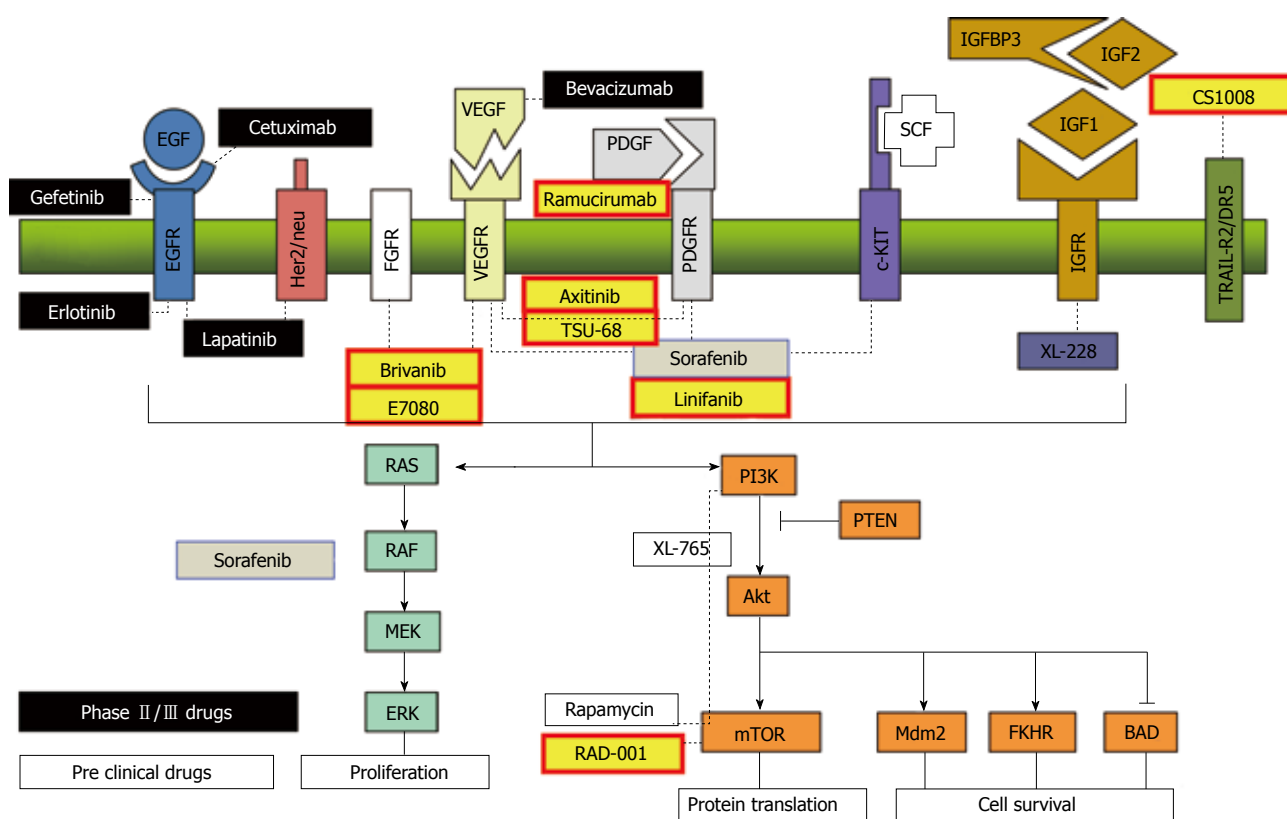 IGFBP3
IGF2
CS1008
Bevacizumab
VEGF
EGF
Cetuximab
PDGF
SCF
IGF1
Gefetinib
Ramucirumab
EGFR
Her2/neu
FGFR
VEGFR
PDGFR
c-KIT
IGFR
TRAIL-R2/DR5
Erlotinib
Lapatinib
Axitinib
TSU-68
Sorafenib
XL-228
Brivanib
Linifanib
E7080
RAS
PI3K
PTEN
Sorafenib
RAF
XL-765
Akt
MEK
Phase Ⅱ/Ⅲ drugs
ERK
Rapamycin
mTOR
Mdm2
FKHR
BAD
RAD-001
Pre clinical drugs
Proliferation
Protein translation
Cell survival